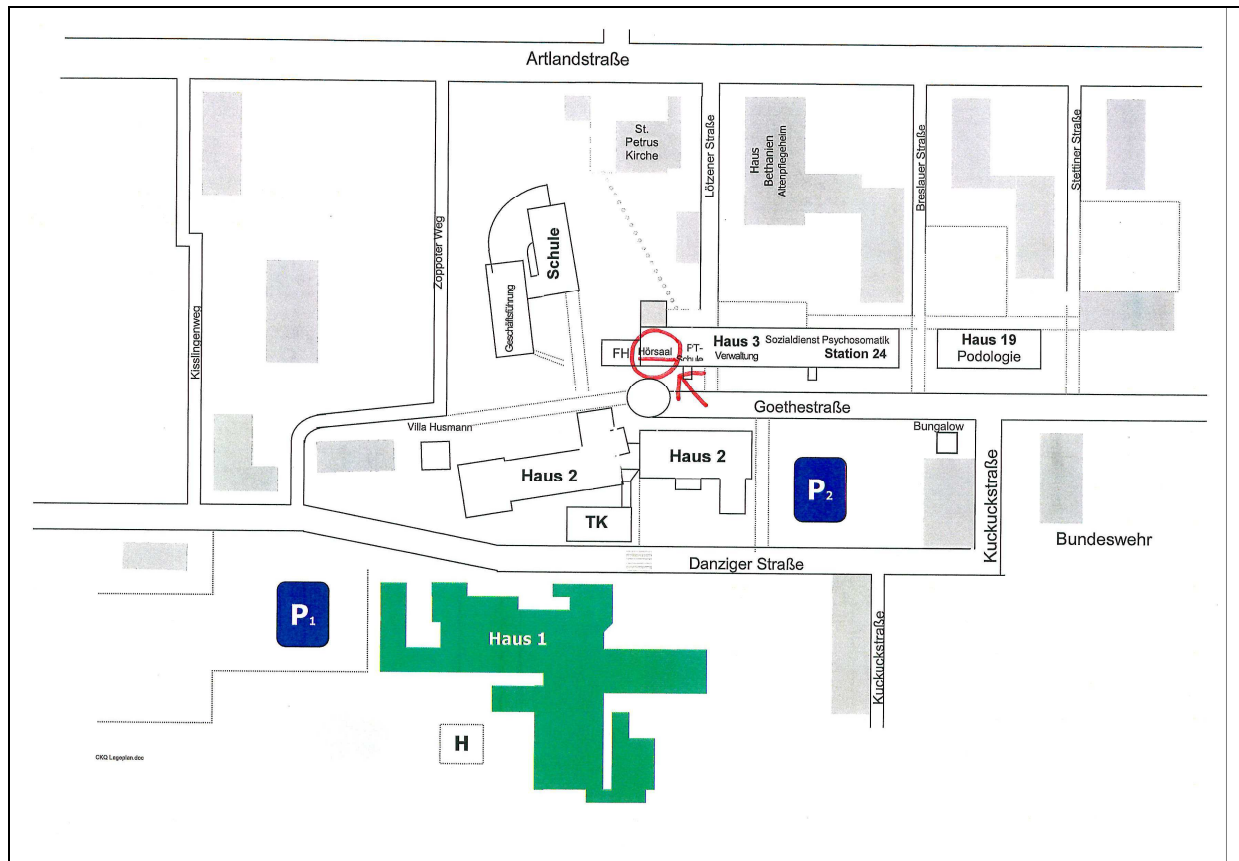 Artlandstraße
St.
Petrus
Kirche
Haus
Bethanien
Altenpflegeheim
Lötzener Straße
Breslauer Straße
Stettiner Straße
Zoppoter Weg
Kisslingenweg
Schule
Geschäftsführung
FH
Hörsaal
PT-
Schule
Haus 3 Sozialdienst Psychosomatik
Verwaltung Station 24
Haus 19
Podologie
Goethestraße
Villa Husmann
Bungalow
Haus 2
Haus 2
P2
TK
Kuckuckstraße
Bundeswehr
Danziger Straße
P1
Haus 1
Kuckuckstraße
H
CKQ Lageplan.doc